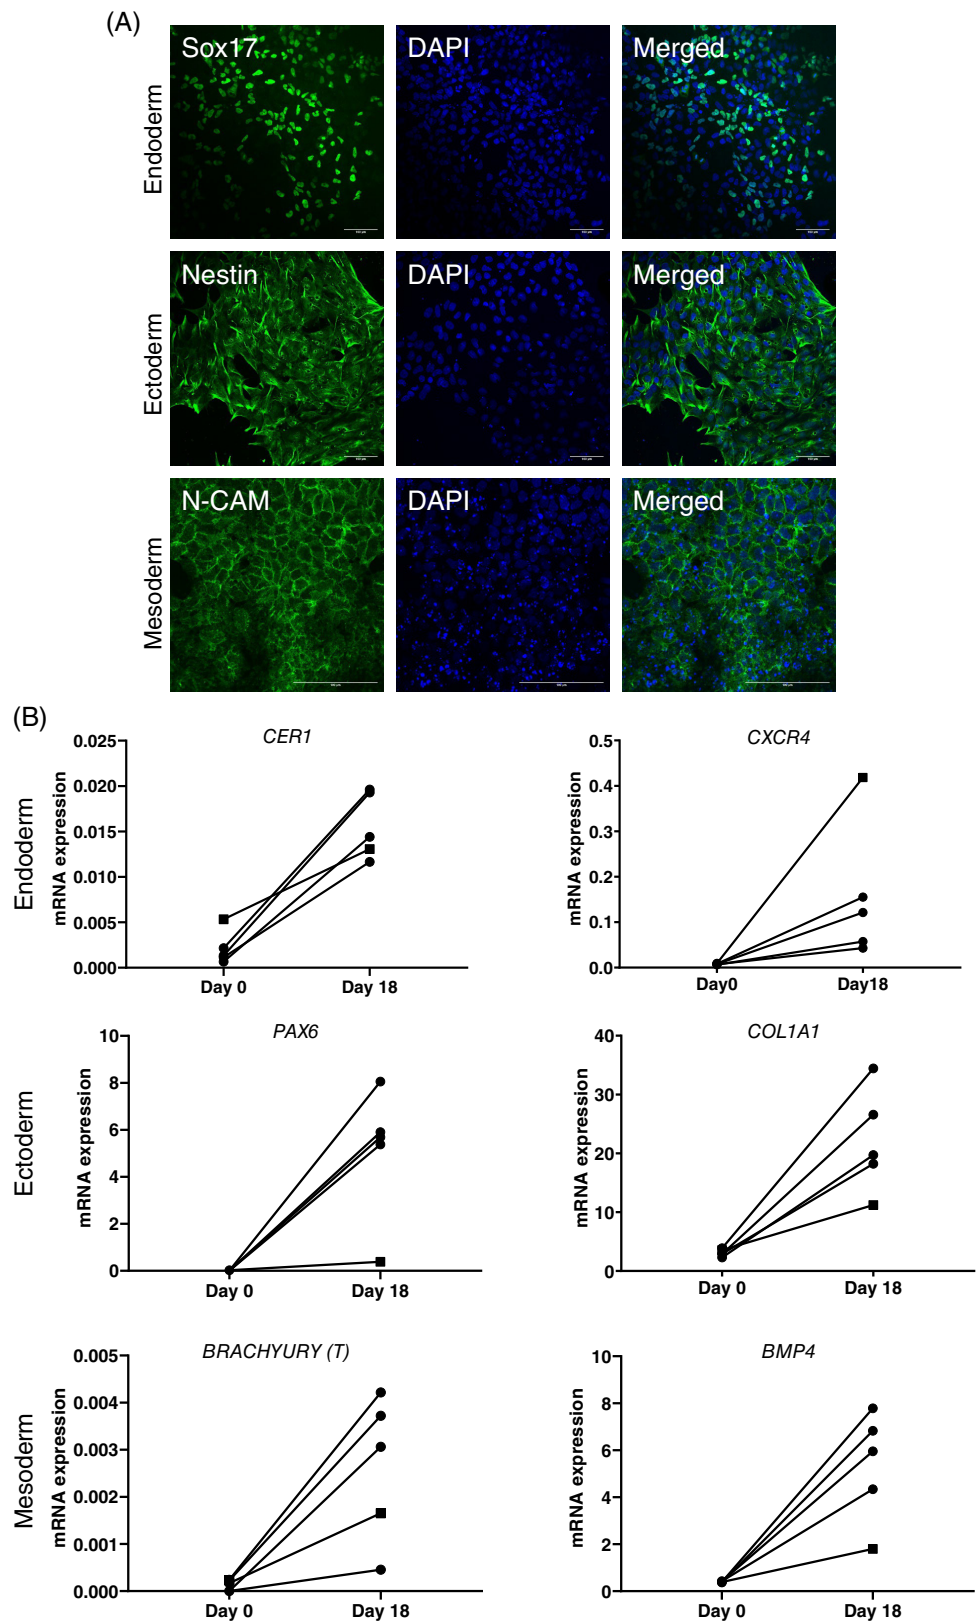 (A)
Sox17 DAPI Merged
Endoderm
Nestin DAPI Merged
Ectoderm
N-CAM DAPI Merged
Mesoderm
(B)
Endoderm
CER1
mRNA expression
0.025
0.020
0.015
0.010
0.005
0.000
Day 0 Day 18
CXCR4
mRNA expression
0.5
0.4
0.3
0.2
0.1
0.0
Day0 Day18
Ectoderm
PAX6
mRNA expression
10
8
6
4
2
0
Day 0 Day 18
COL1A1
mRNA expression
40
30
20
10
0
Day 0 Day 18
Mesoderm
BRACHYURY (T)
mRNA expression
0.005
0.004
0.003
0.002
0.001
0.000
Day 0 Day 18
BMP4
mRNA expression
10
8
6
4
2
0
Day 0 Day 18